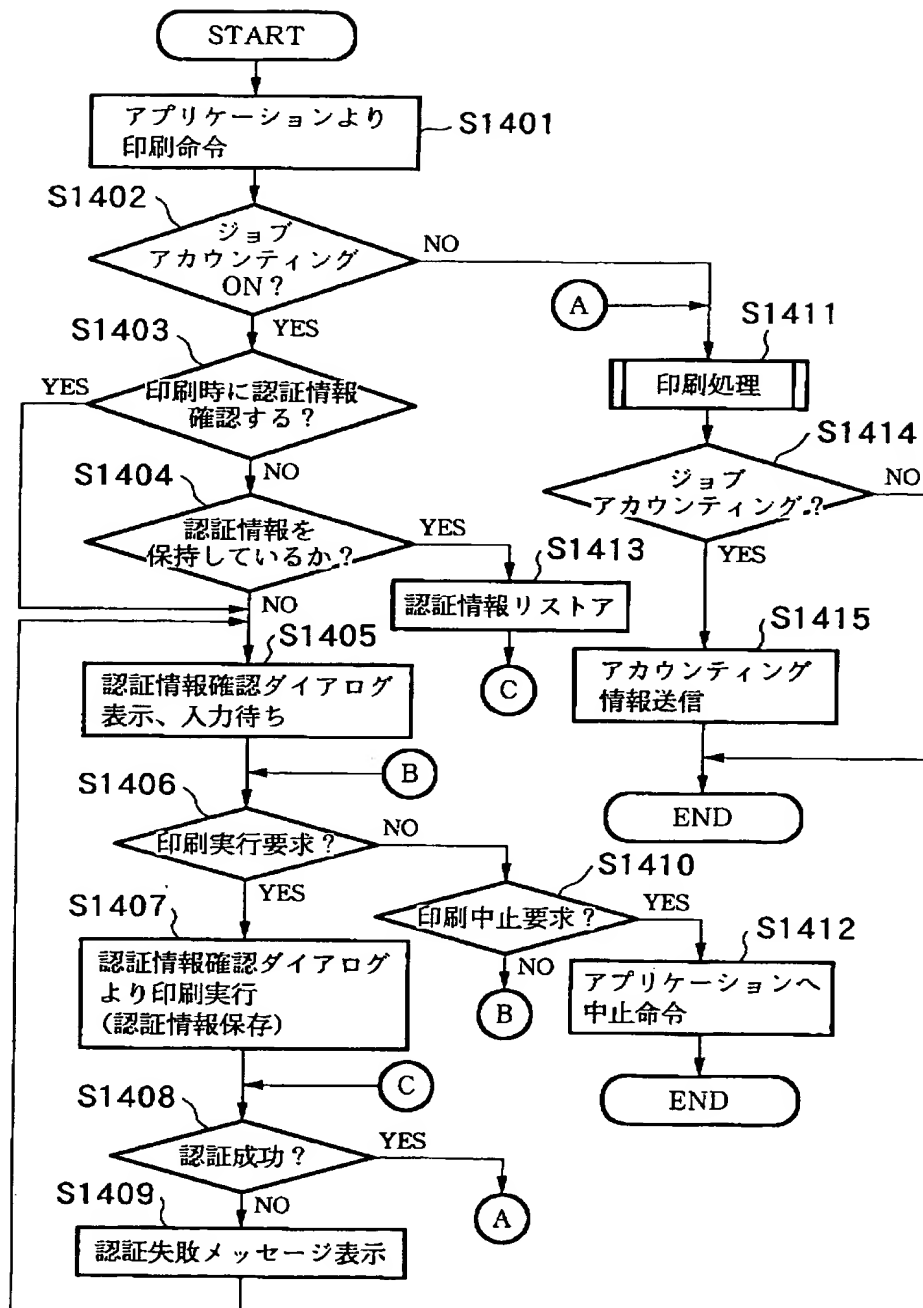 START
アプリケーションより
印刷命令
S1401
S1402
ジョブ
アカウンティング
ON？
NO
YES
S1403
YES
印刷時に認証情報
確認する？
NO
S1404
認証情報を
保持しているか？
YES
NO
S1413
認証情報リストア
C
S1405
認証情報確認ダイアログ
表示、入力待ち
B
S1406
印刷実行要求？
NO
YES
S1407
認証情報確認ダイアログ
より印刷実行
(認証情報保存)
C
S1408
認証成功？
YES
A
NO
S1409
認証失敗メッセージ表示
S1410
印刷中止要求？
YES
NO
B
S1412
アプリケーションへ
中止命令
END
A
S1411
印刷処理
S1414
ジョブ
アカウンティング？
NO
YES
S1415
アカウンティング
情報送信
END